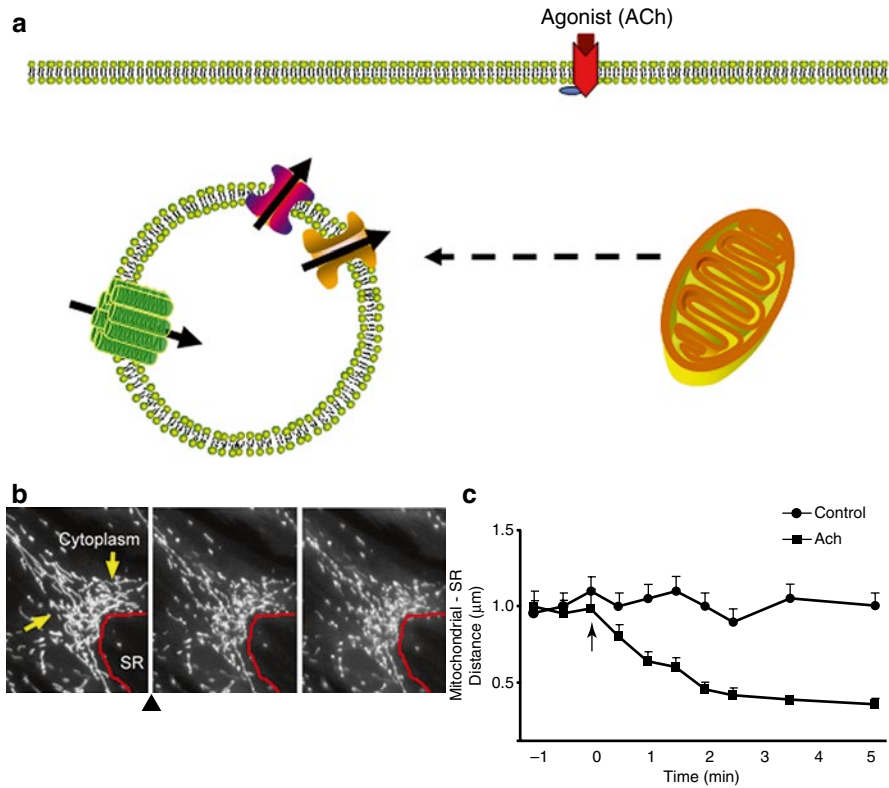 a
Agonist (ACh)
b
Cytoplasm
SR
c
Control
Ach
Mitochondrial - SR
Distance (μm)
1.5
1.0
0.5
–1 0 1 2 3 4 5
Time (min)